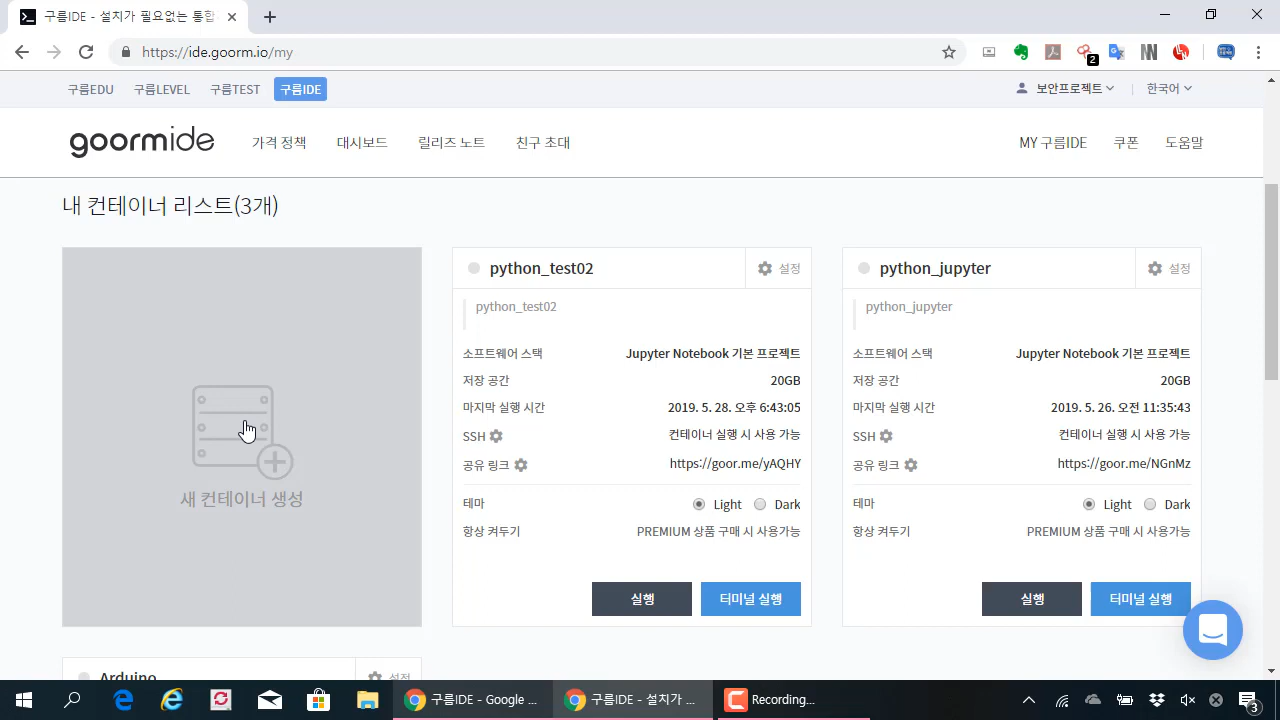 구름IDE - 설치가 필요없는 통합
https://ide.goorm.io/my
2
구름EDU 구름LEVEL 구름TEST 구름IDE 보안프로젝트 한국어
goormide 가격 정책 대시보드 릴리즈 노트 친구 초대 MY 구름IDE 쿠폰 도움말
내 컨테이너 리스트(3개)
새 컨테이너 생성
python_test02 설정
python_test02
소프트웨어 스택 Jupyter Notebook 기본 프로젝트
저장 공간 20GB
마지막 실행 시간 2019. 5. 28. 오후 6:43:05
SSH 컨테이너 실행 시 사용 가능
공유 링크 https://goor.me/yAQHY
테마 Light Dark
항상 켜두기 PREMIUM 상품 구매 시 사용가능
실행 터미널 실행
python_jupyter 설정
python_jupyter
소프트웨어 스택 Jupyter Notebook 기본 프로젝트
저장 공간 20GB
마지막 실행 시간 2019. 5. 26. 오전 11:35:43
SSH 컨테이너 실행 시 사용 가능
공유 링크 https://goor.me/NGnMz
테마 Light Dark
항상 켜두기 PREMIUM 상품 구매 시 사용가능
실행 터미널 실행
Arduino 설정
구름IDE - Google ... 구름IDE - 설치가 ... Recording... 3